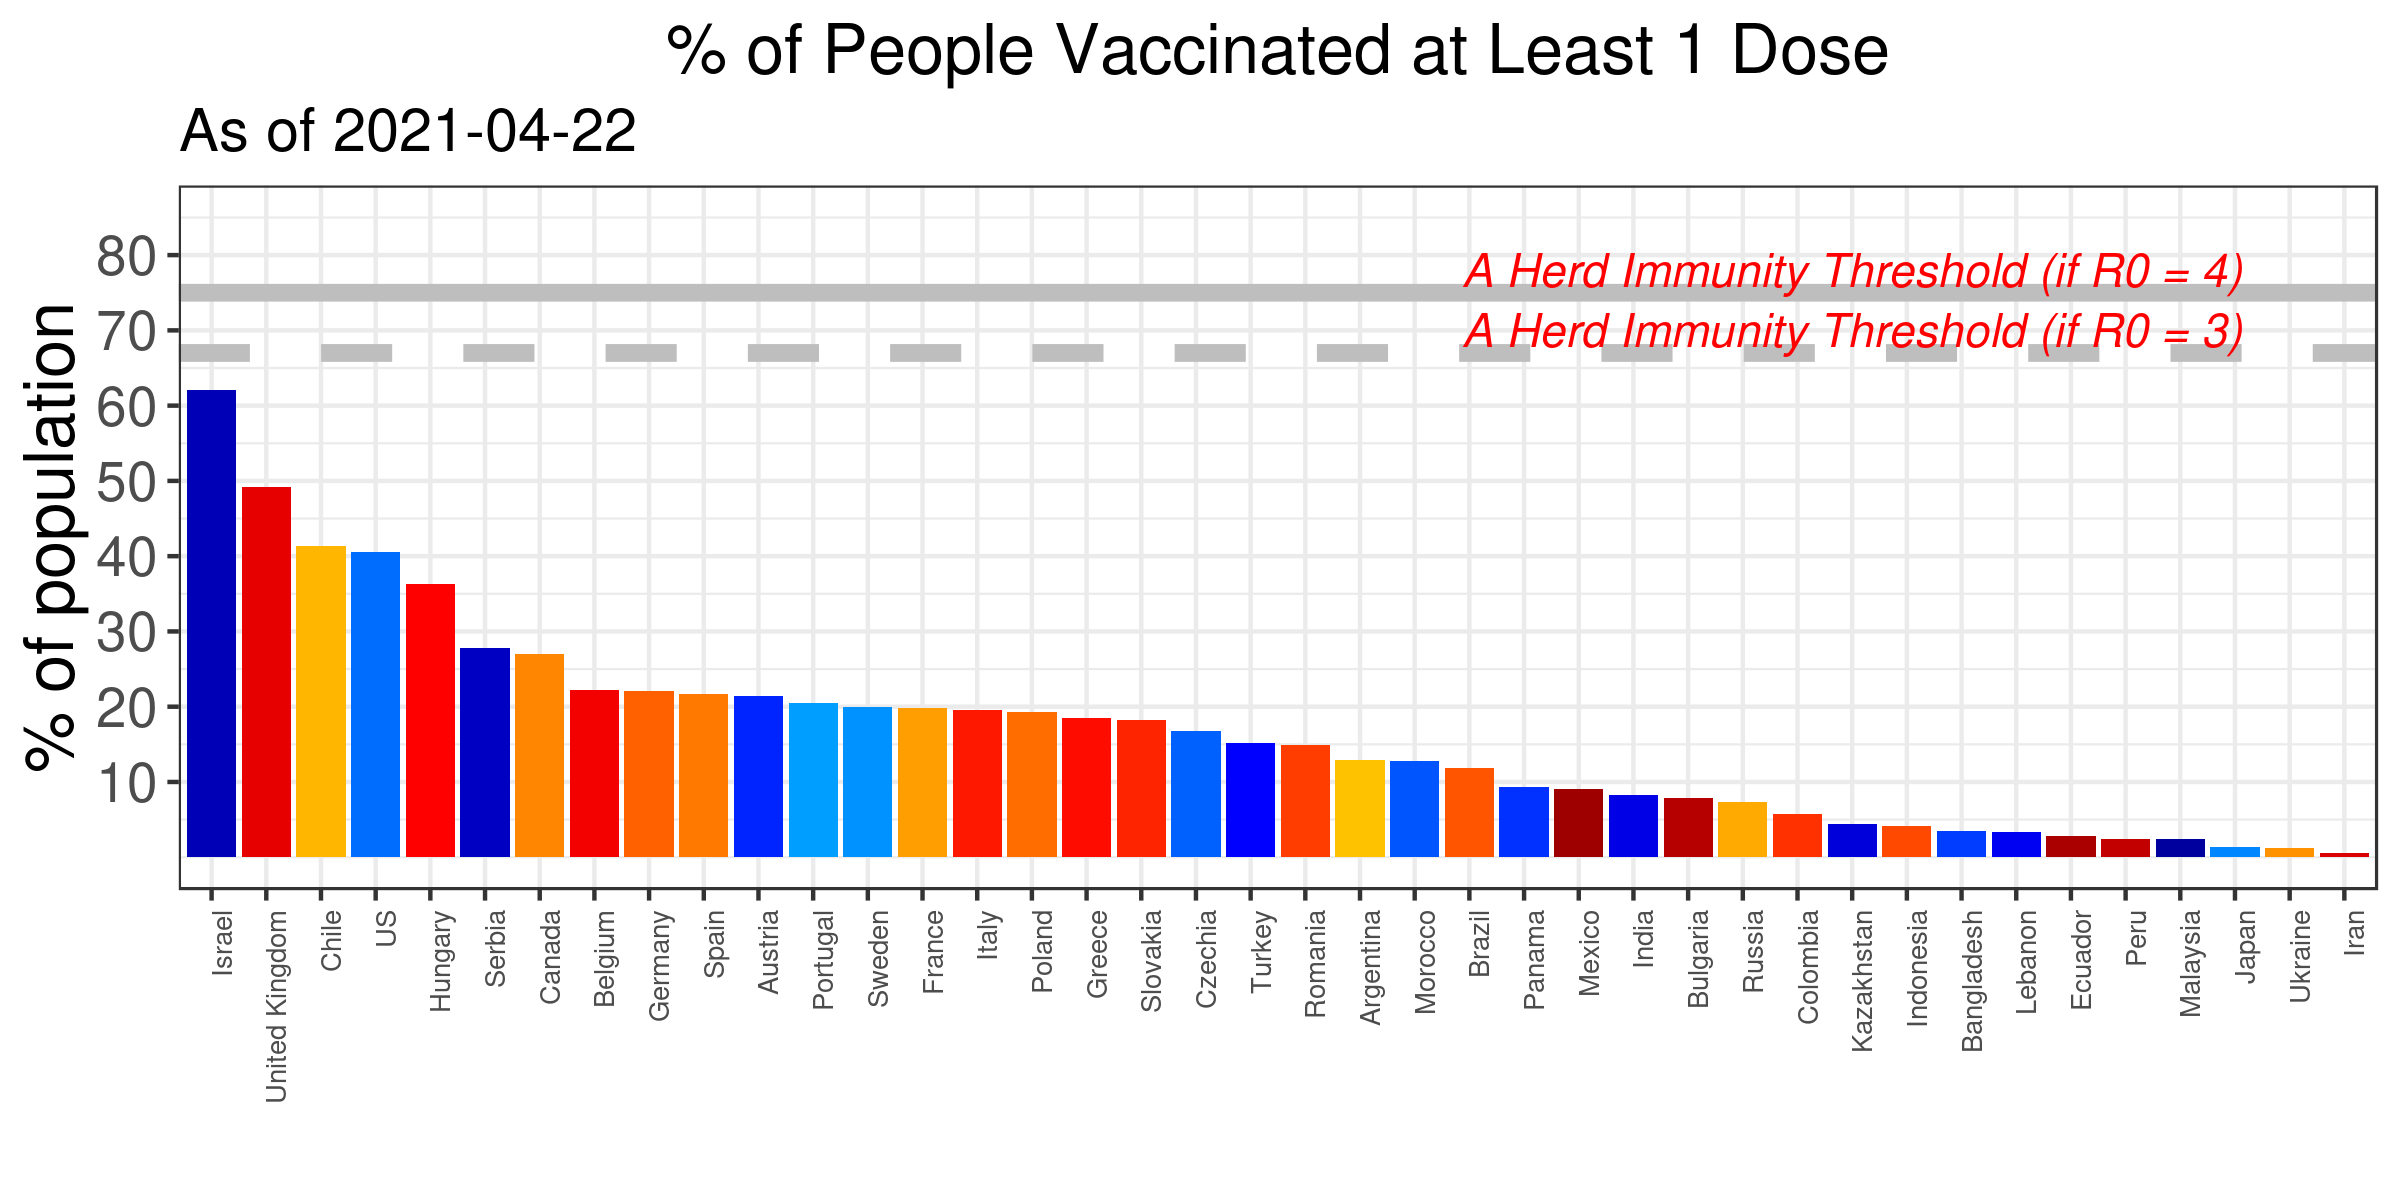 % of People Vaccinated at Least 1 Dose
As of 2021-04-22
% of population
80
70
60
50
40
30
20
10
A Herd Immunity Threshold (if R0 = 4)
A Herd Immunity Threshold (if R0 = 3)
Israel
United Kingdom
Chile
US
Hungary
Serbia
Canada
Belgium
Germany
Spain
Austria
Portugal
Sweden
France
Italy
Poland
Greece
Slovakia
Czechia
Turkey
Romania
Argentina
Morocco
Brazil
Panama
Mexico
India
Bulgaria
Russia
Colombia
Kazakhstan
Indonesia
Bangladesh
Lebanon
Ecuador
Peru
Malaysia
Japan
Ukraine
Iran